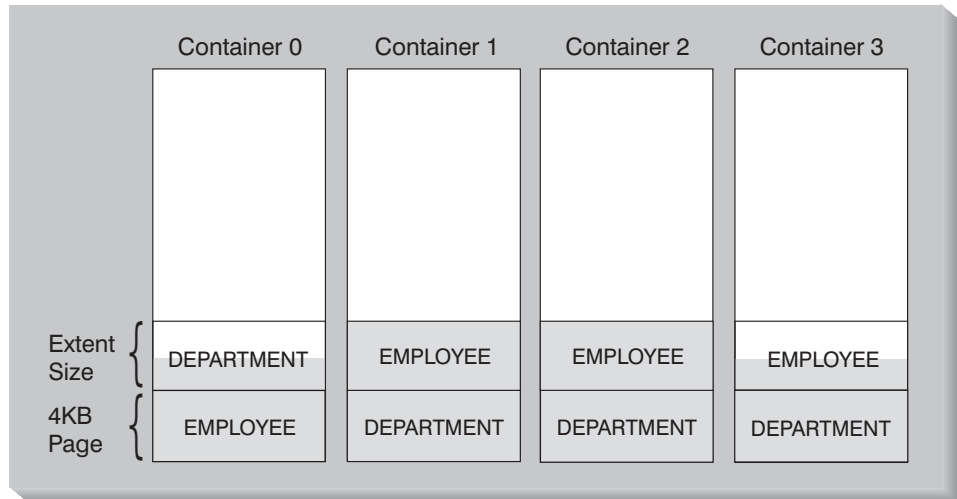 Container 0 Container 1 Container 2 Container 3
Extent
Size
DEPARTMENT EMPLOYEE EMPLOYEE EMPLOYEE
4KB
Page
EMPLOYEE DEPARTMENT DEPARTMENT DEPARTMENT